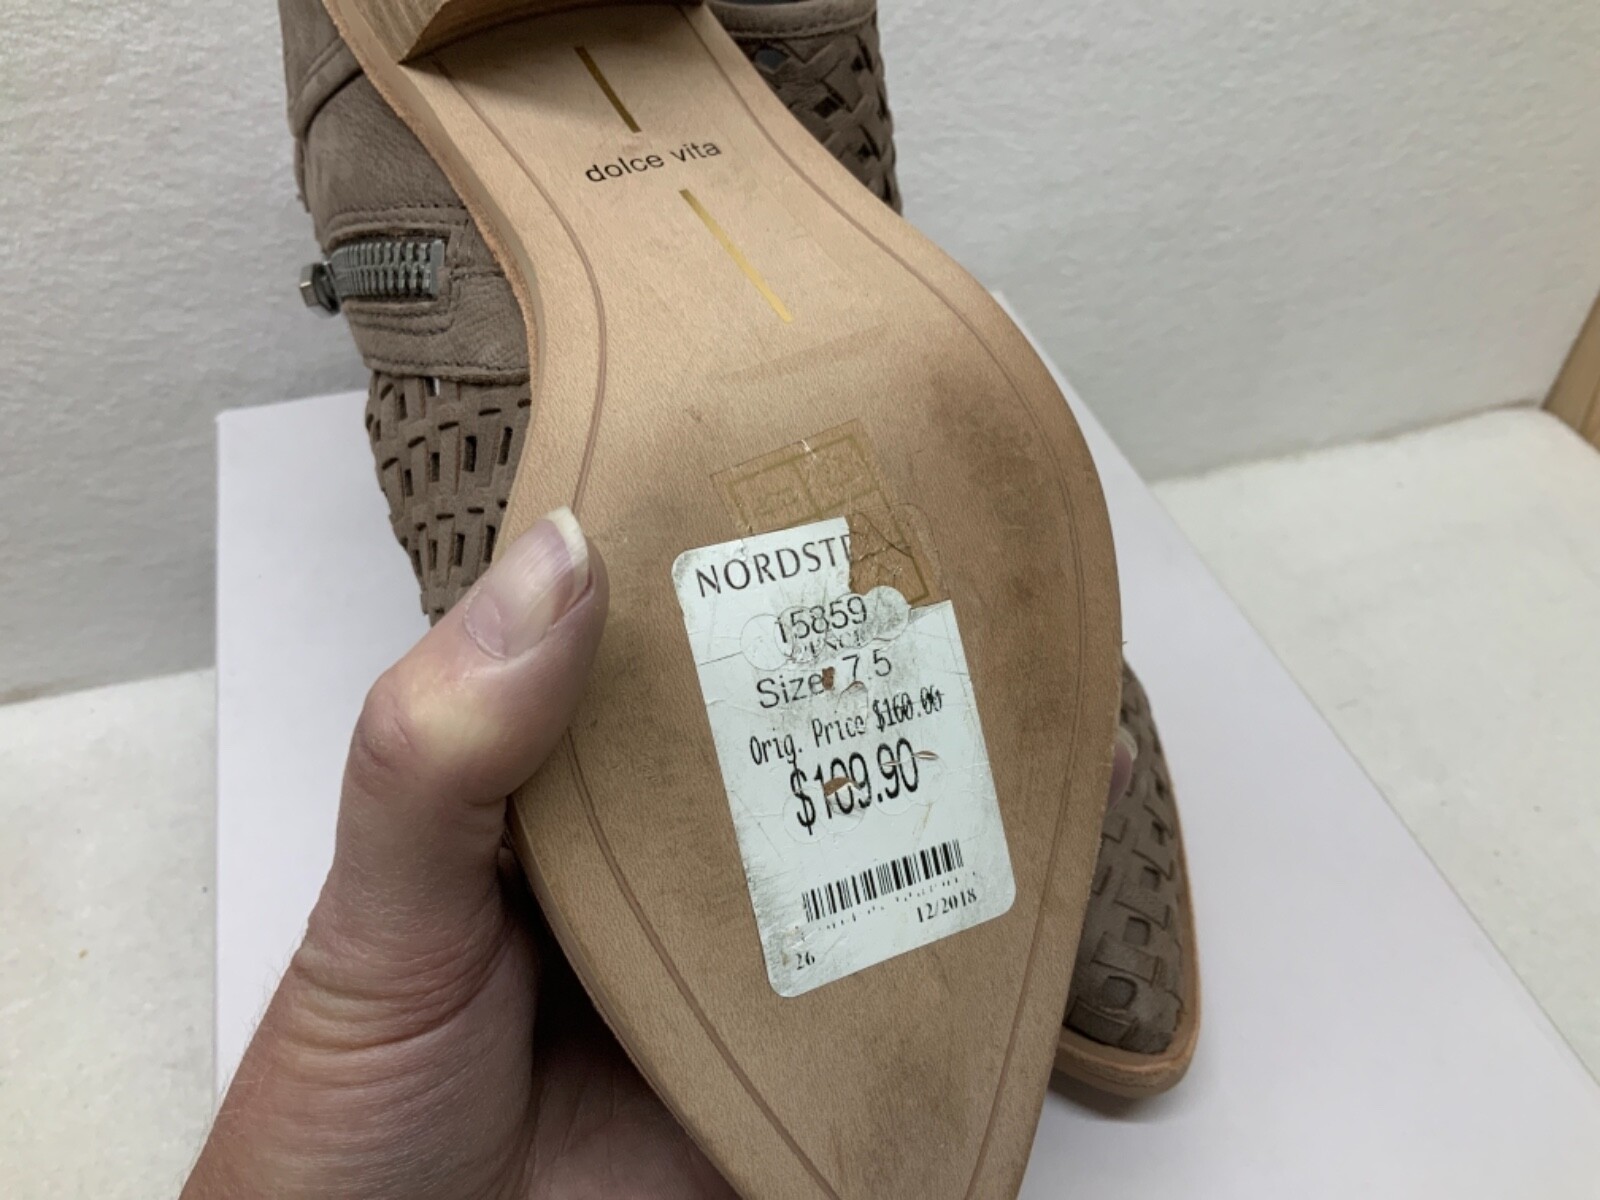 dolce vita
NORDST
15859
Size 7.5
Orig. Price $160.00
$109.90
12/2018
26